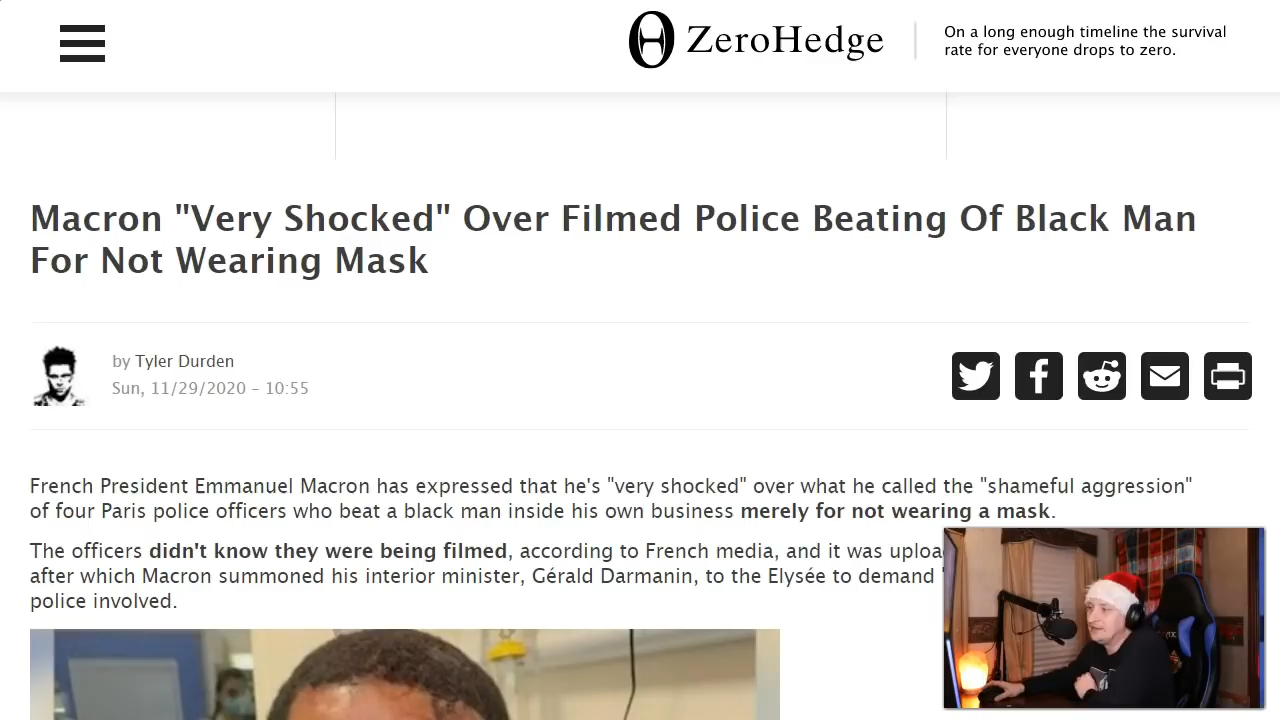 ZeroHedge
On a long enough timeline the survival
rate for everyone drops to zero.
Macron "Very Shocked" Over Filmed Police Beating Of Black Man
For Not Wearing Mask
by Tyler Durden
Sun, 11/29/2020 - 10:55
French President Emmanuel Macron has expressed that he's "very shocked" over what he called the "shameful aggression"
of four Paris police officers who beat a black man inside his own business merely for not wearing a mask.
The officers didn't know they were being filmed, according to French media, and it was
after which Macron summoned his interior minister, Gérald Darmanin, to the Elysée to demand
police involved.